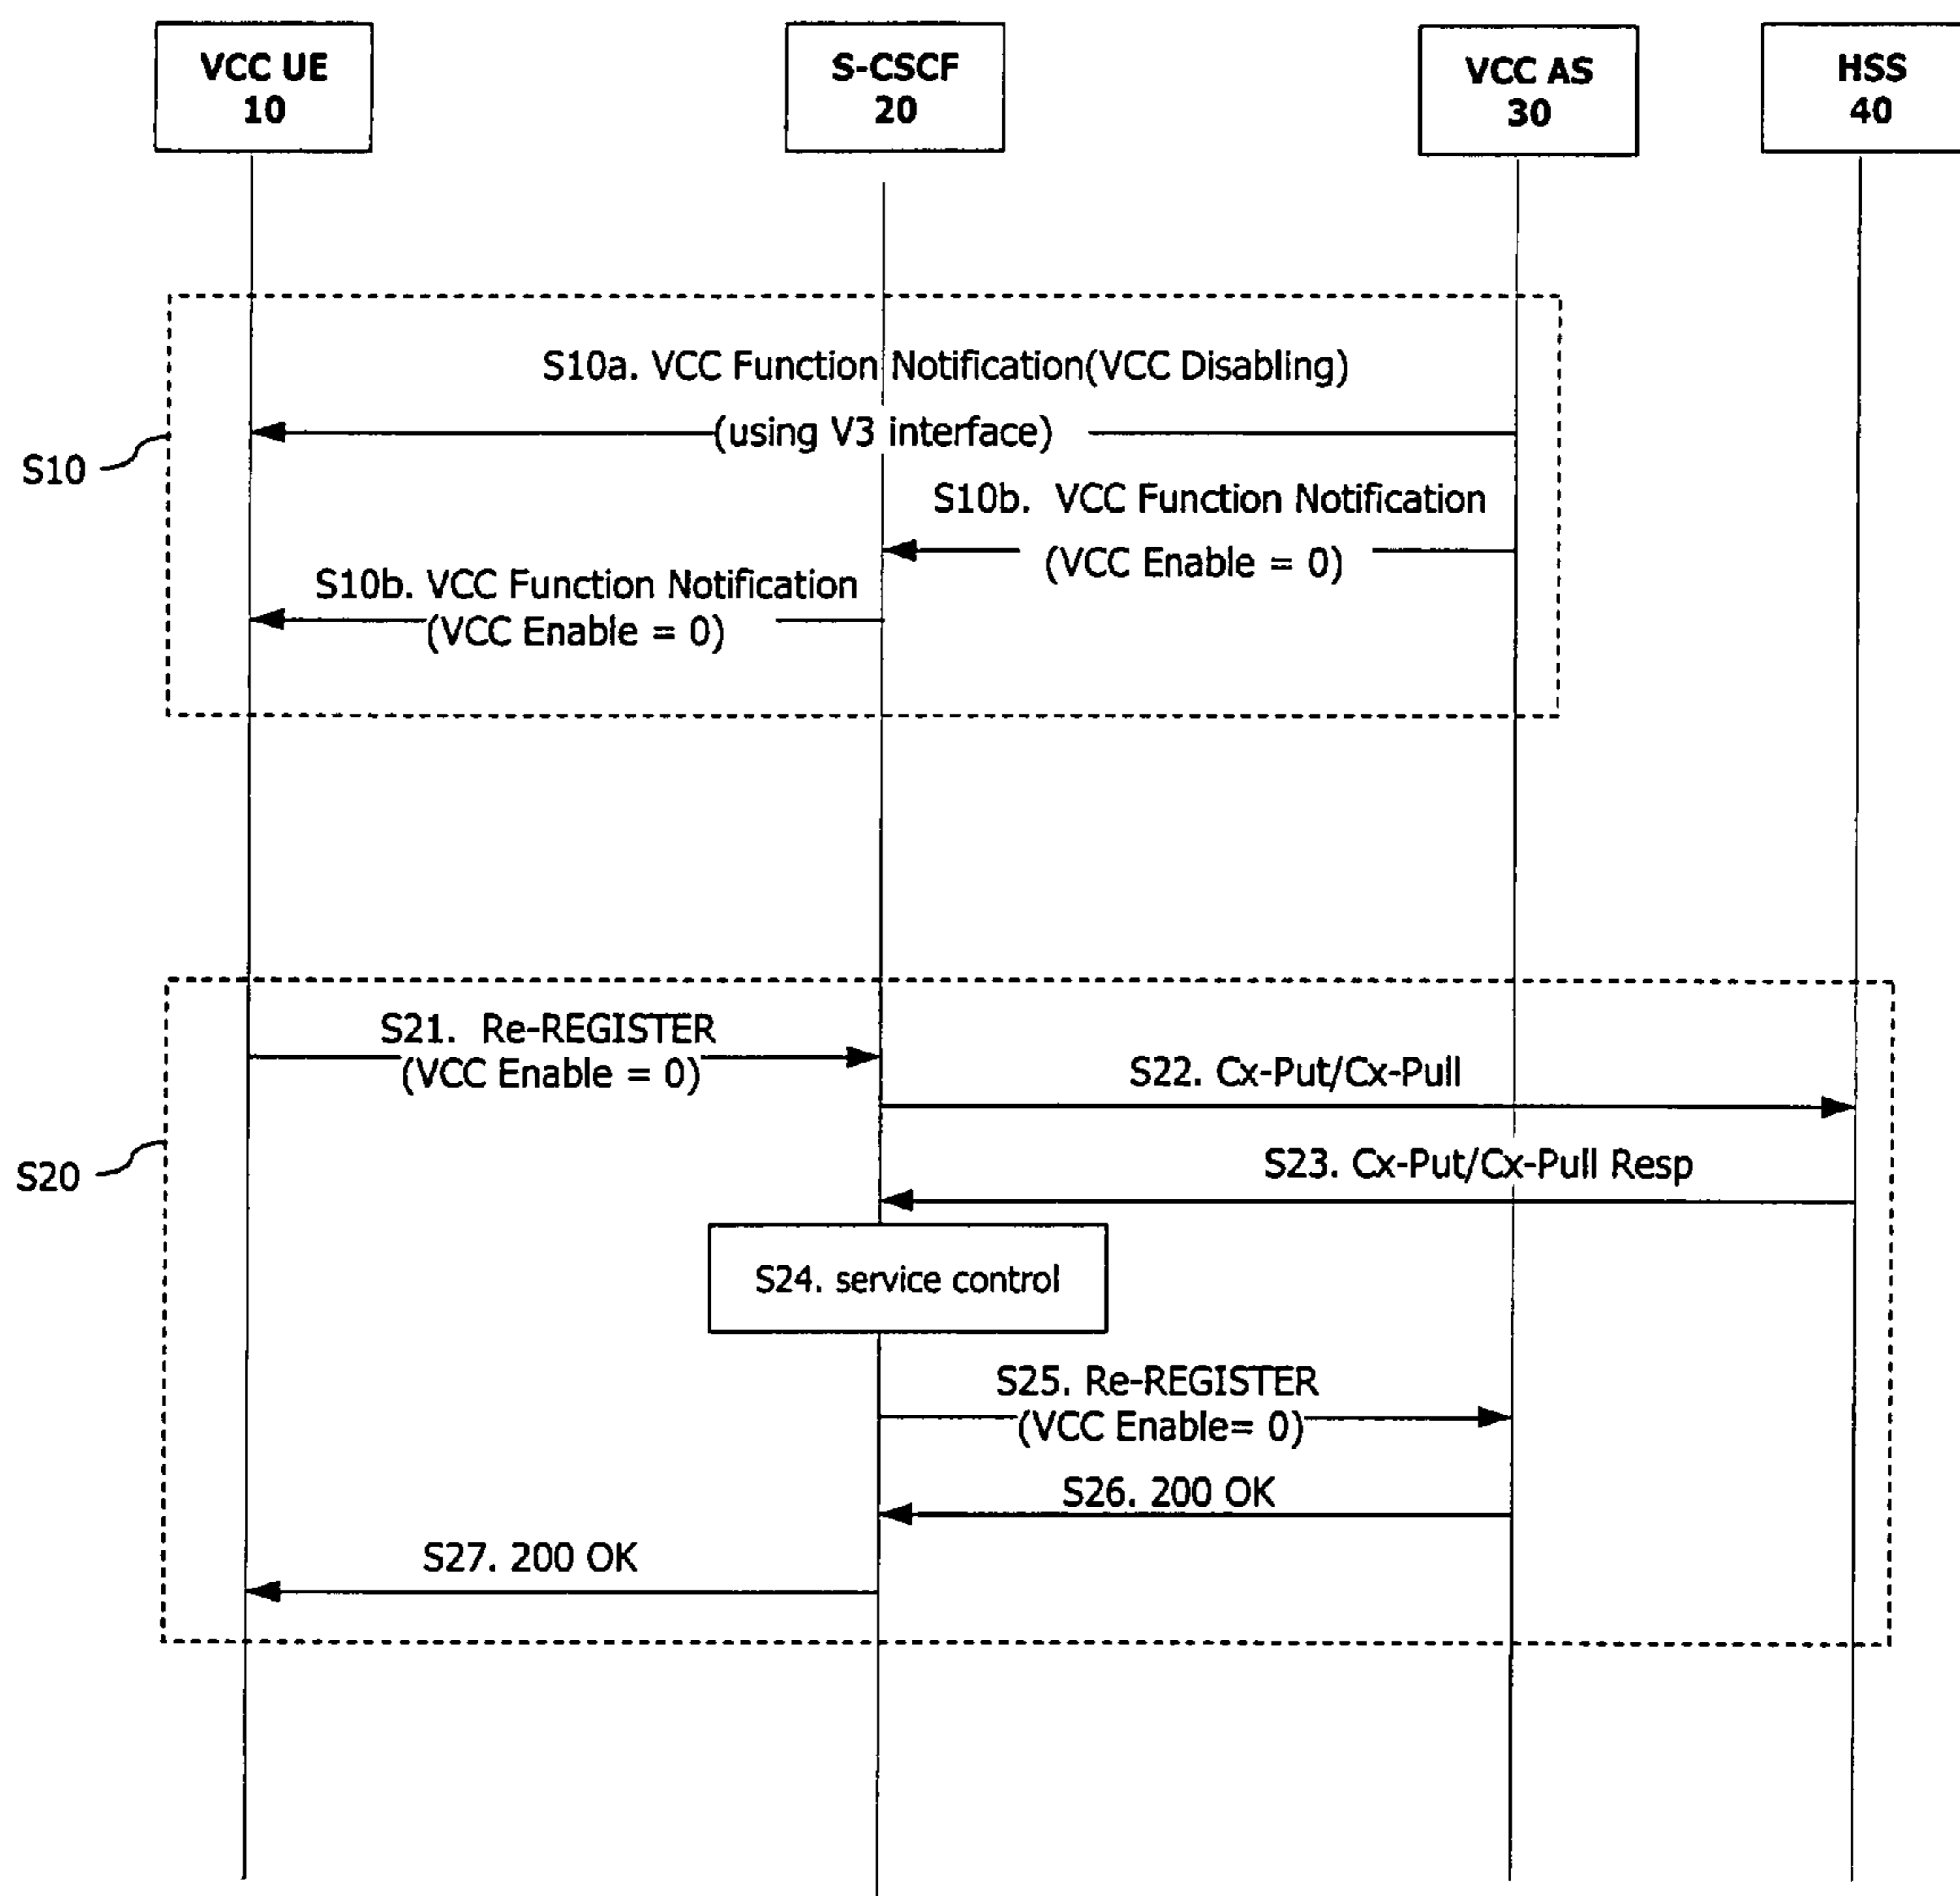 VCC UE
10
S-CSCF
20
VCC AS
30
HSS
40
S10a. VCC Function Notification(VCC Disabling)
(using V3 interface)
S10
S10b. VCC Function Notification
(VCC Enable = 0)
S10b. VCC Function Notification
(VCC Enable = 0)
S21. Re-REGISTER
(VCC Enable = 0)
S22. Cx-Put/Cx-Pull
S23. Cx-Put/Cx-Pull Resp
S20
S24. service control
S25. Re-REGISTER
(VCC Enable= 0)
S26. 200 OK
S27. 200 OK